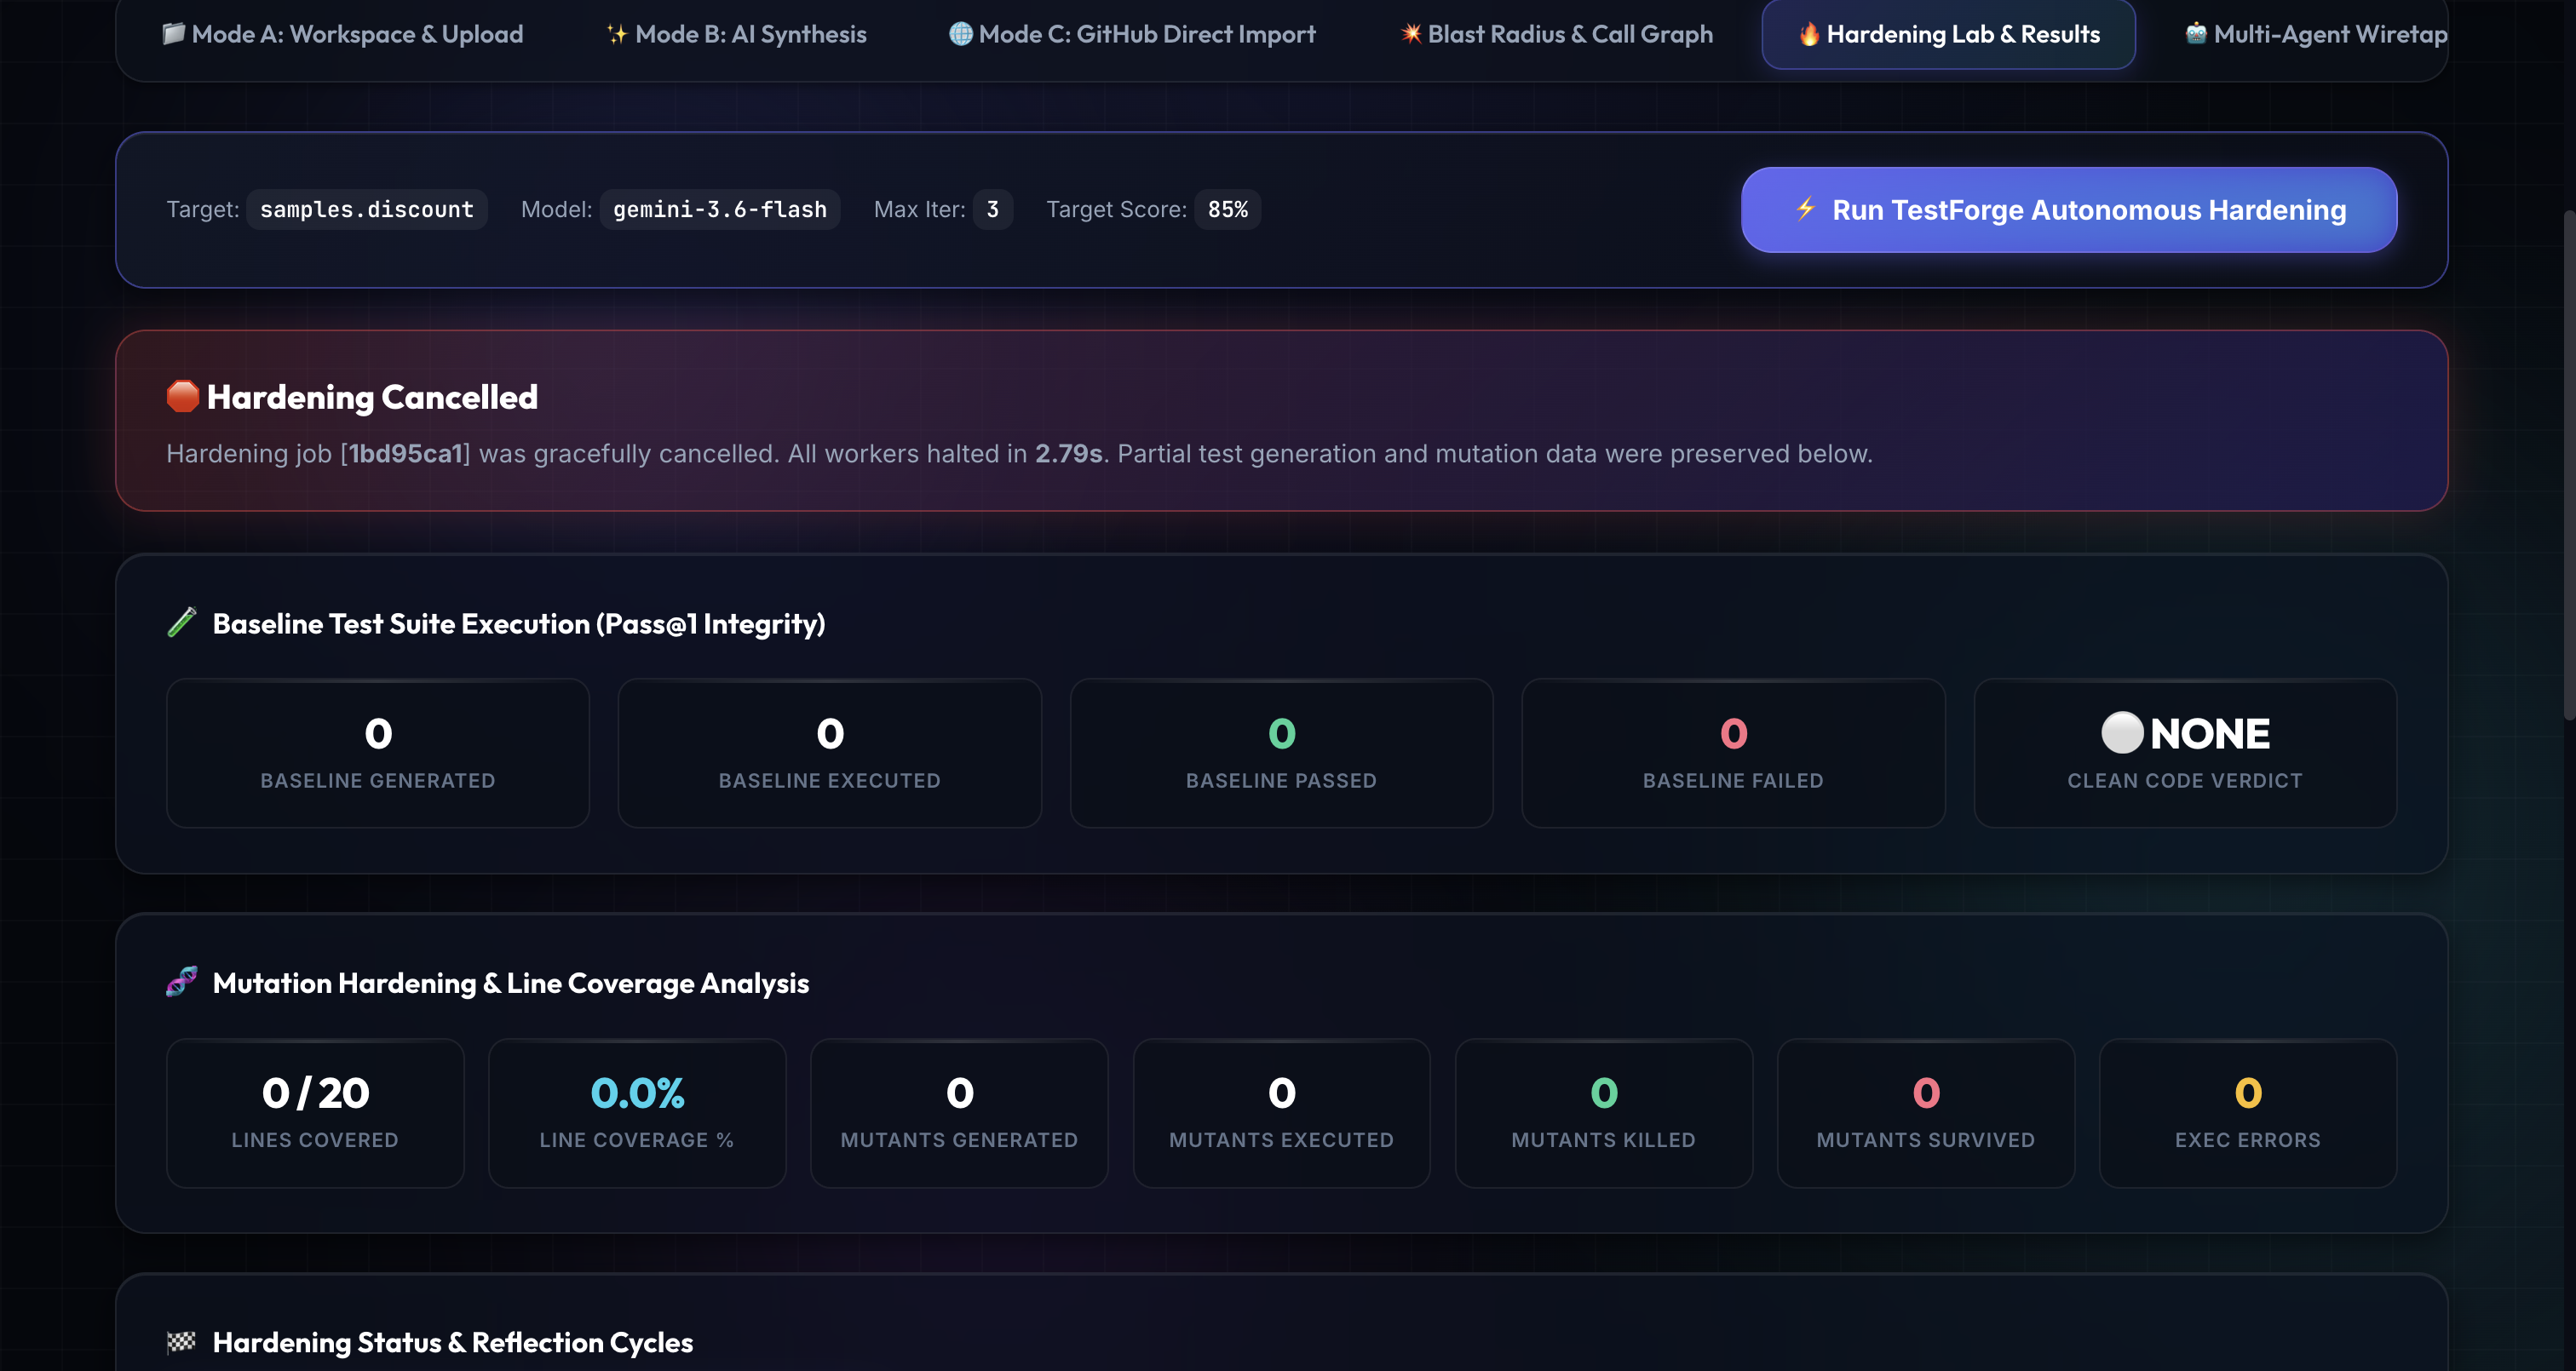 📁 Mode A: Workspace & Upload ✨ Mode B: AI Synthesis 🌐 Mode C: GitHub Direct Import 💥 Blast Radius & Call Graph 🔥 Hardening Lab & Results 🤖 Multi-Agent Wiretap
Target: samples.discount Model: gemini-3.6-flash Max Iter: 3 Target Score: 85% ⚡ Run TestForge Autonomous Hardening
🛑 Hardening Cancelled
Hardening job [1bd95ca1] was gracefully cancelled. All workers halted in 2.79s. Partial test generation and mutation data were preserved below.
🧪 Baseline Test Suite Execution (Pass@1 Integrity)
0 0 0 0 ⚪ NONE
BASELINE GENERATED BASELINE EXECUTED BASELINE PASSED BASELINE FAILED CLEAN CODE VERDICT
🧬 Mutation Hardening & Line Coverage Analysis
0 / 20 0.0% 0 0 0 0 0
LINES COVERED LINE COVERAGE % MUTANTS GENERATED MUTANTS EXECUTED MUTANTS KILLED MUTANTS SURVIVED EXEC ERRORS
🏁 Hardening Status & Reflection Cycles